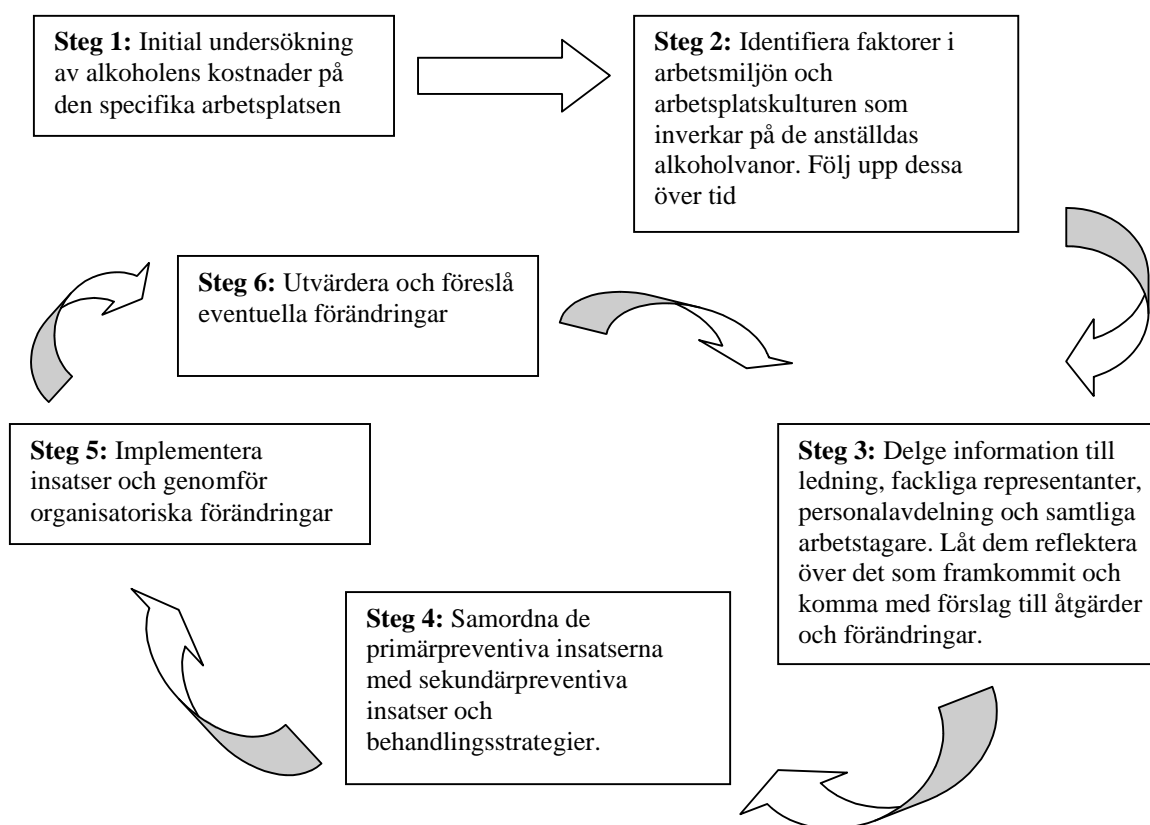 Steg 1: Initial undersökning
av alkoholens kostnader på
den specifika arbetsplatsen
Steg 2: Identifiera faktorer i
arbetsmiljön och
arbetsplatskulturen som
inverkar på de anställdas
alkoholvanor. Följ upp dessa
över tid
Steg 3: Delge information till
ledning, fackliga representanter,
personalavdelning och samtliga
arbetstagare. Låt dem reflektera
över det som framkommit och
komma med förslag till åtgärder
och förändringar.
Steg 4: Samordna de
primärpreventiva insatserna
med sekundärpreventiva
insatser och
behandlingsstrategier.
Steg 5: Implementera
insatser och genomför
organisatoriska förändringar
Steg 6: Utvärdera och föreslå
eventuella förändringar